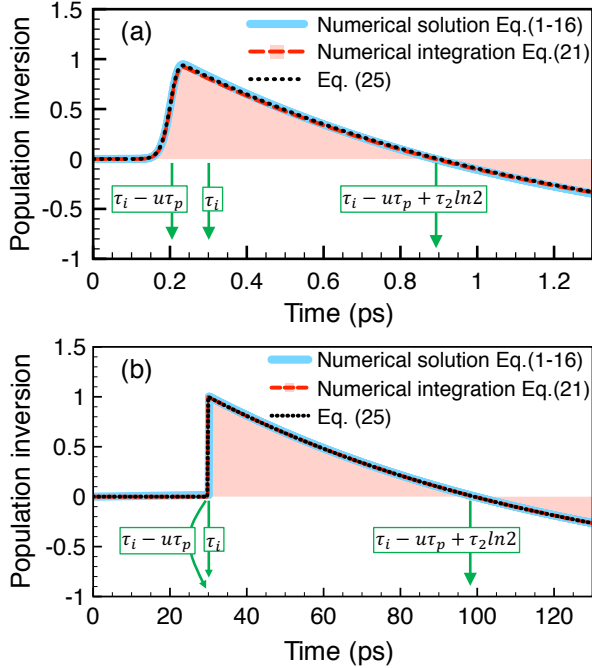 (a)
Numerical solution Eq.(1-16)
Numerical integration Eq.(21)
Eq. (25)
Population inversion
1.5
1
0.5
0
-0.5
-1
τᵢ − uτₚ
τᵢ
τᵢ − uτₚ + τ₂ln2
0 0.2 0.4 0.6 0.8 1 1.2
Time (ps)
(b)
Numerical solution Eq.(1-16)
Numerical integration Eq.(21)
Eq. (25)
Population inversion
1.5
1
0.5
0
-0.5
-1
τᵢ − uτₚ
τᵢ
τᵢ − uτₚ + τ₂ln2
0 20 40 60 80 100 120
Time (ps)